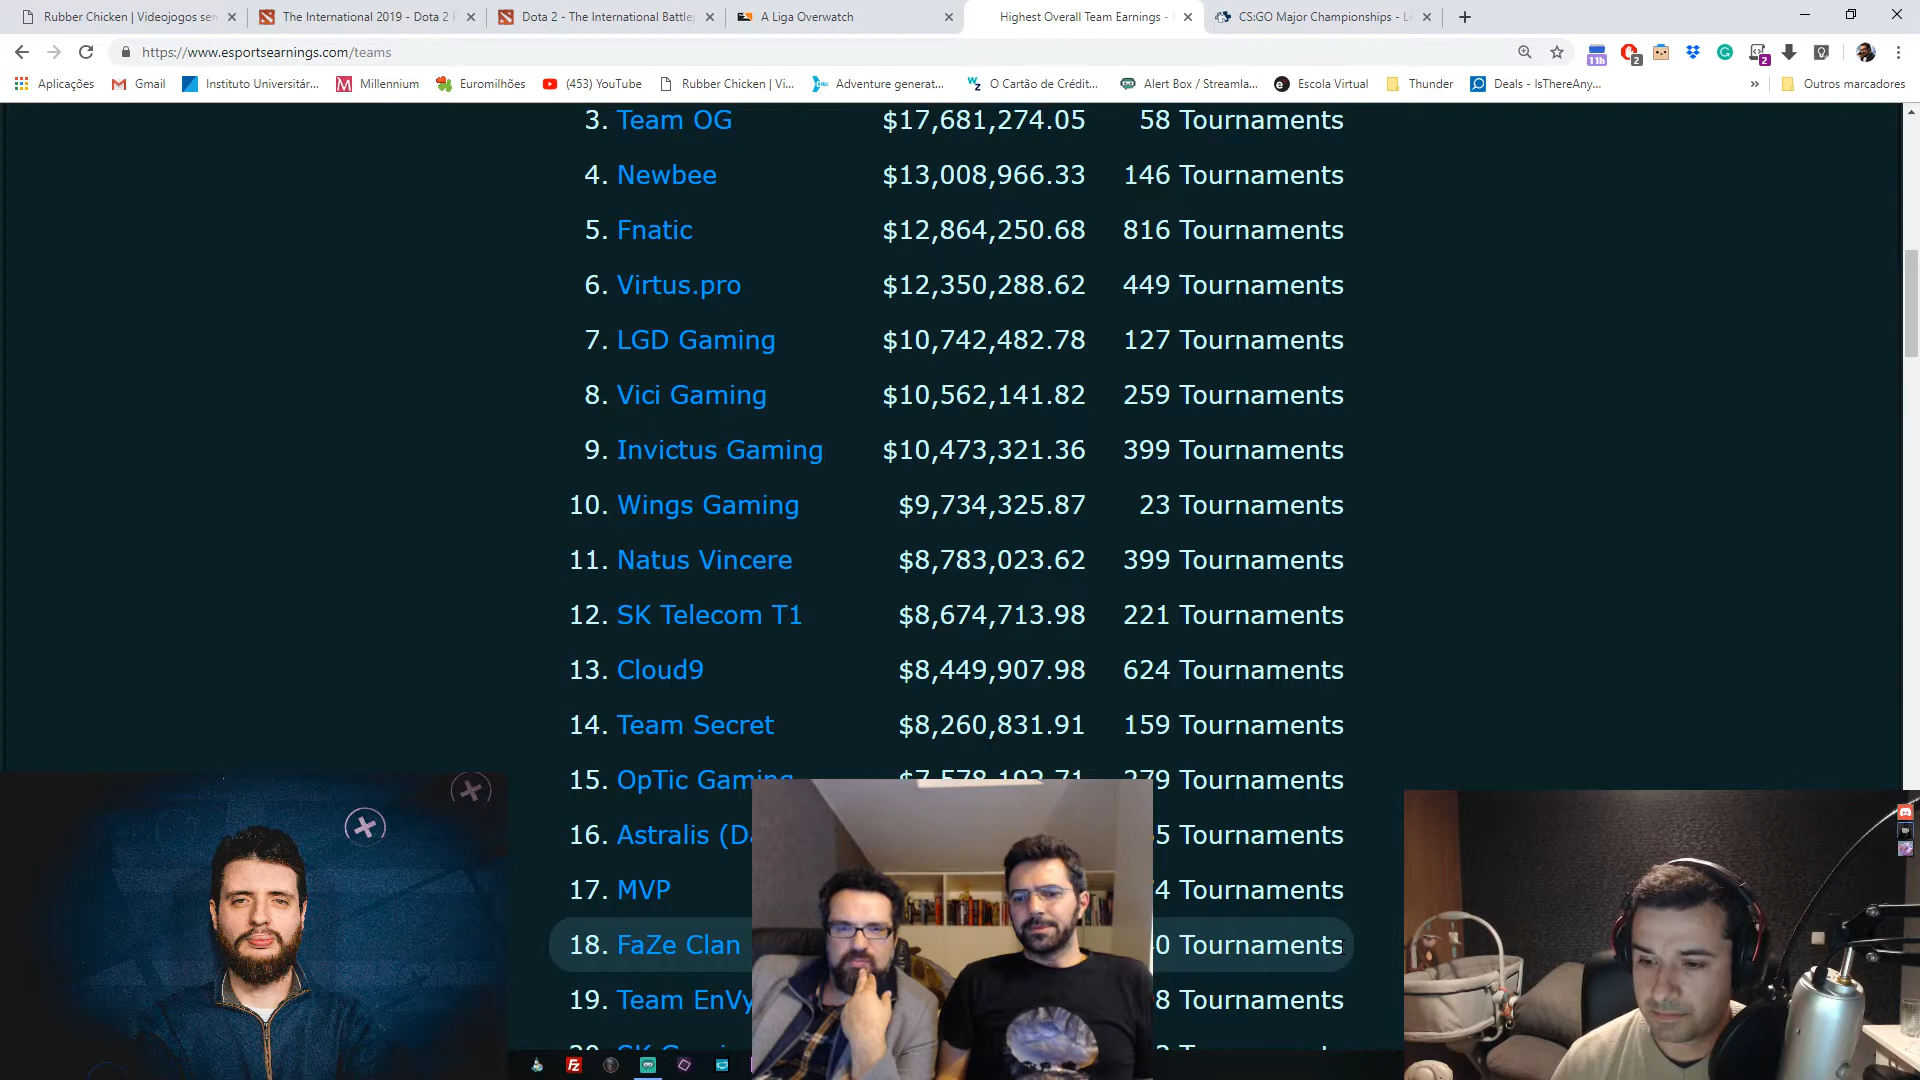 Rubber Chicken | Videojogos sem
The International 2019 - Dota 2 P
Dota 2 - The International Battle
A Liga Overwatch
Highest Overall Team Earnings -
CS:GO Major Championships - Li
https://www.esportsearnings.com/teams
11h
2
2
Aplicações
Gmail
Instituto Universitár...
Millennium
Euromilhões
(453) YouTube
Rubber Chicken | Vi...
Adventure generat...
O Cartão de Crédit...
Alert Box / Streamla...
Escola Virtual
Thunder
Deals - IsThereAny...
»
Outros marcadores
3. Team OG $17,681,274.05 58 Tournaments
4. Newbee $13,008,966.33 146 Tournaments
5. Fnatic $12,864,250.68 816 Tournaments
6. Virtus.pro $12,350,288.62 449 Tournaments
7. LGD Gaming $10,742,482.78 127 Tournaments
8. Vici Gaming $10,562,141.82 259 Tournaments
9. Invictus Gaming $10,473,321.36 399 Tournaments
10. Wings Gaming $9,734,325.87 23 Tournaments
11. Natus Vincere $8,783,023.62 399 Tournaments
12. SK Telecom T1 $8,674,713.98 221 Tournaments
13. Cloud9 $8,449,907.98 624 Tournaments
14. Team Secret $8,260,831.91 159 Tournaments
15. OpTic Gaming Tournaments
16. Astralis (Da 5 Tournaments
17. MVP 4 Tournaments
18. FaZe Clan 0 Tournaments
19. Team EnVy 8 Tournaments